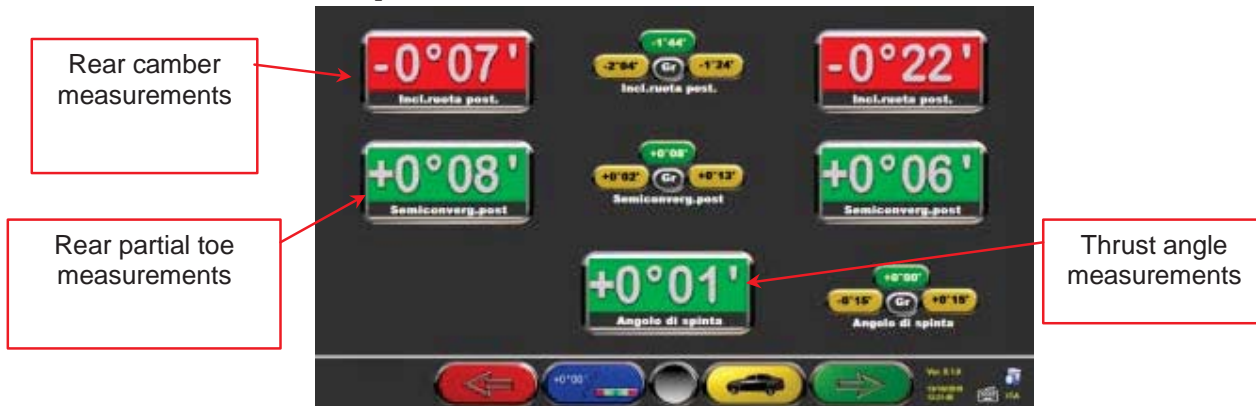 Rear camber
measurements
-0°07'
Incl.ruota post.
-1°44'
-2°04' Gr -1°24'
Incl.ruota post.
-0°22'
Incl.ruota post.
Rear partial toe
measurements
+0°08'
Semiconverg.post
+0°08'
+0°02' Gr +0°13'
Semiconverg.post
+0°06'
Semiconverg.post
Thrust angle
measurements
+0°01'
Angolo di spinta
+0°00'
-0°15' Gr +0°15'
Angolo di spinta
+0°00'